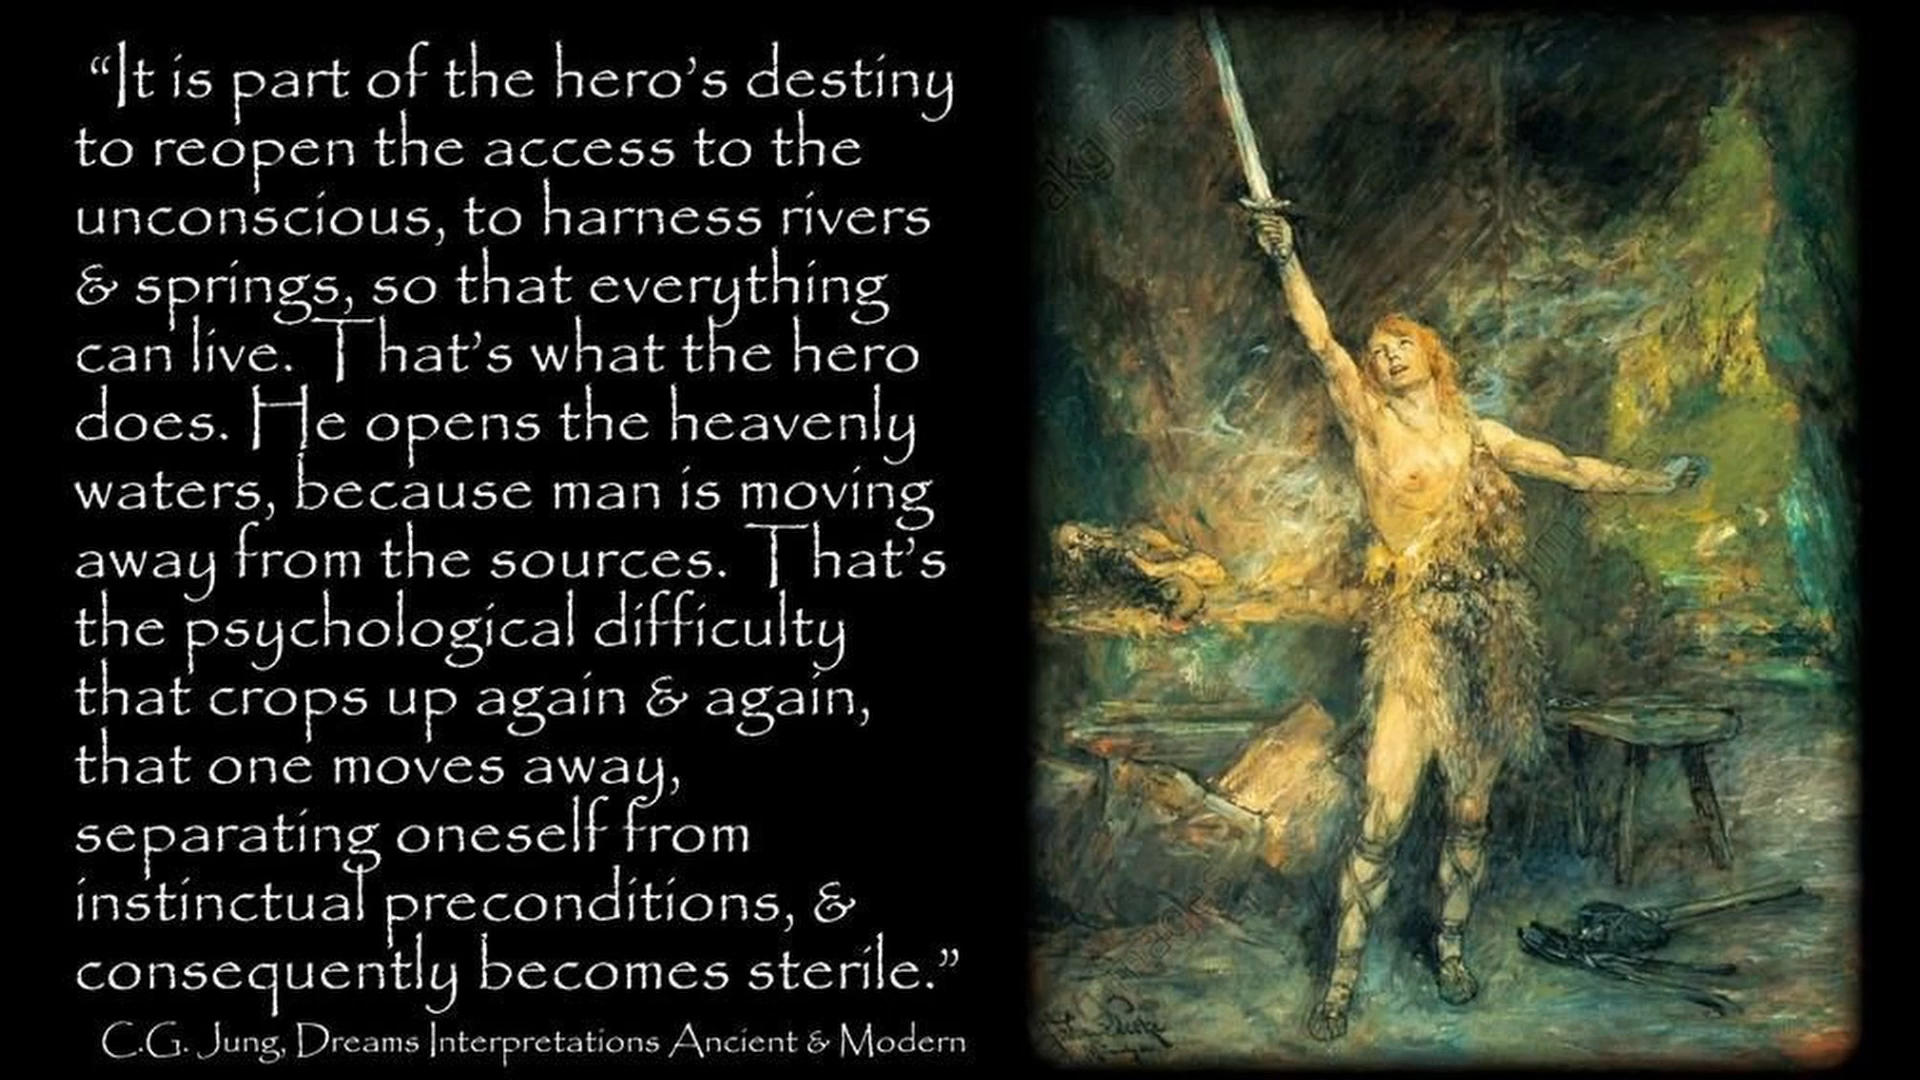 “It is part of the hero’s destiny
to reopen the access to the
unconscious, to harness rivers
& springs, so that everything
can live. That’s what the hero
does. He opens the heavenly
waters, because man is moving
away from the sources. That’s
the psychological difficulty
that crops up again & again,
that one moves away,
separating oneself from
instinctual preconditions, &
consequently becomes sterile.”
C.G. Jung, Dreams Interpretations Ancient & Modern
akg images